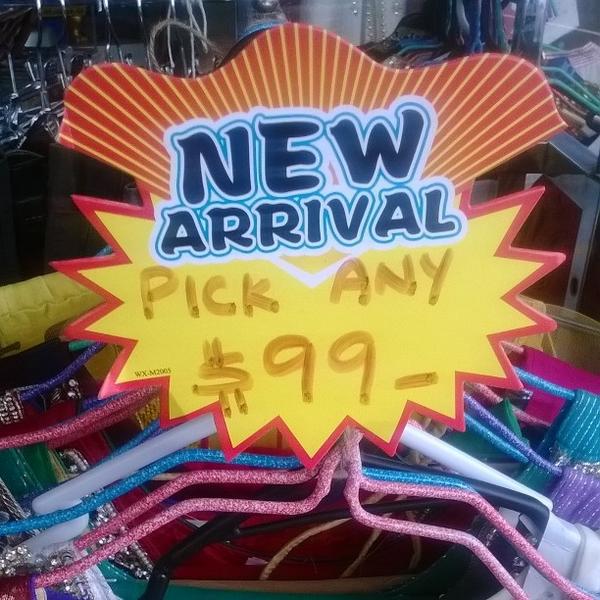 NEW
ARRIVAL
PICK ANY
WX-M2005
$99-